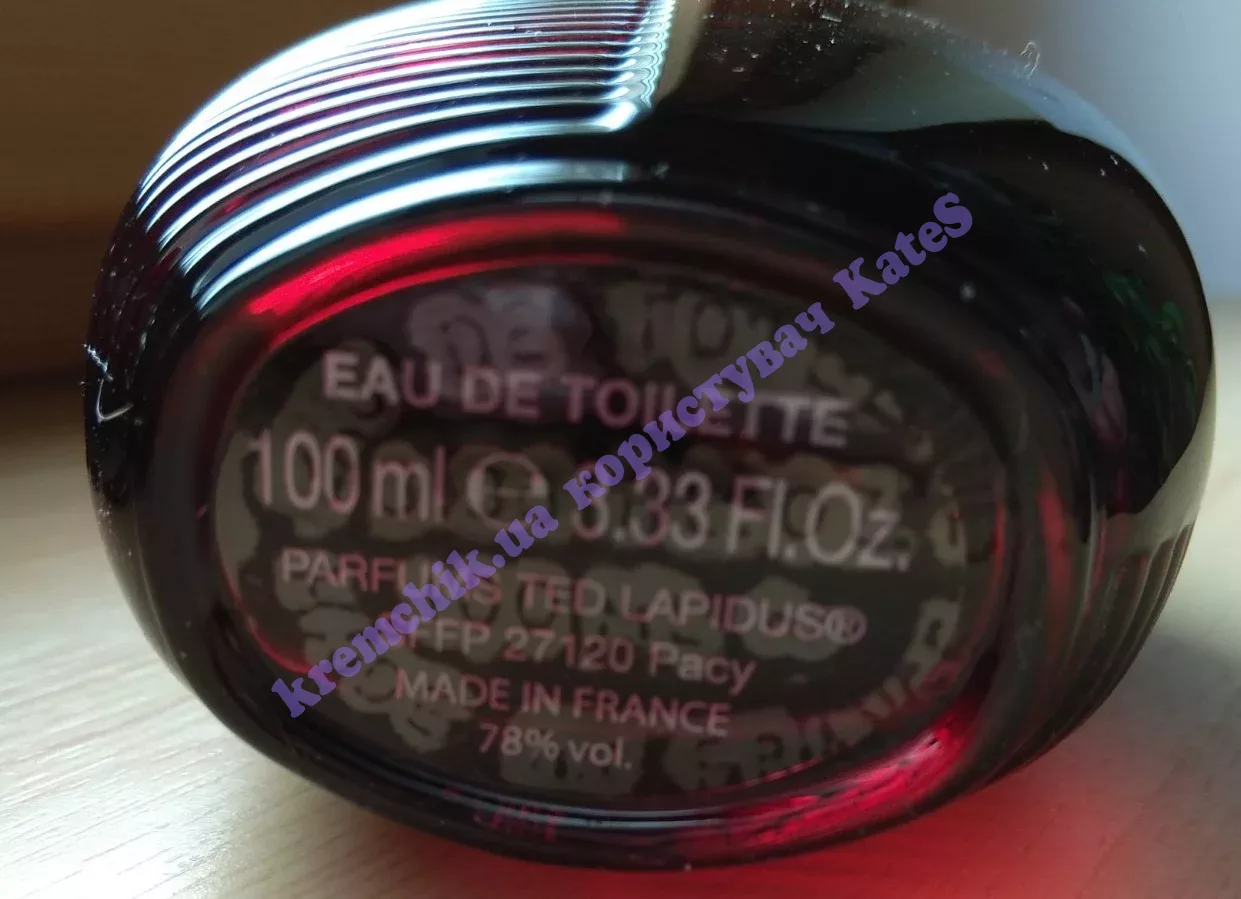 EAU DE TOILETTE
100 ml ℮ 3.33 Fl.Oz.
PARFUMS TED LAPIDUS®
FFP 27120 Pacy
MADE IN FRANCE
78% vol.
kremchik.ua користувач KateS